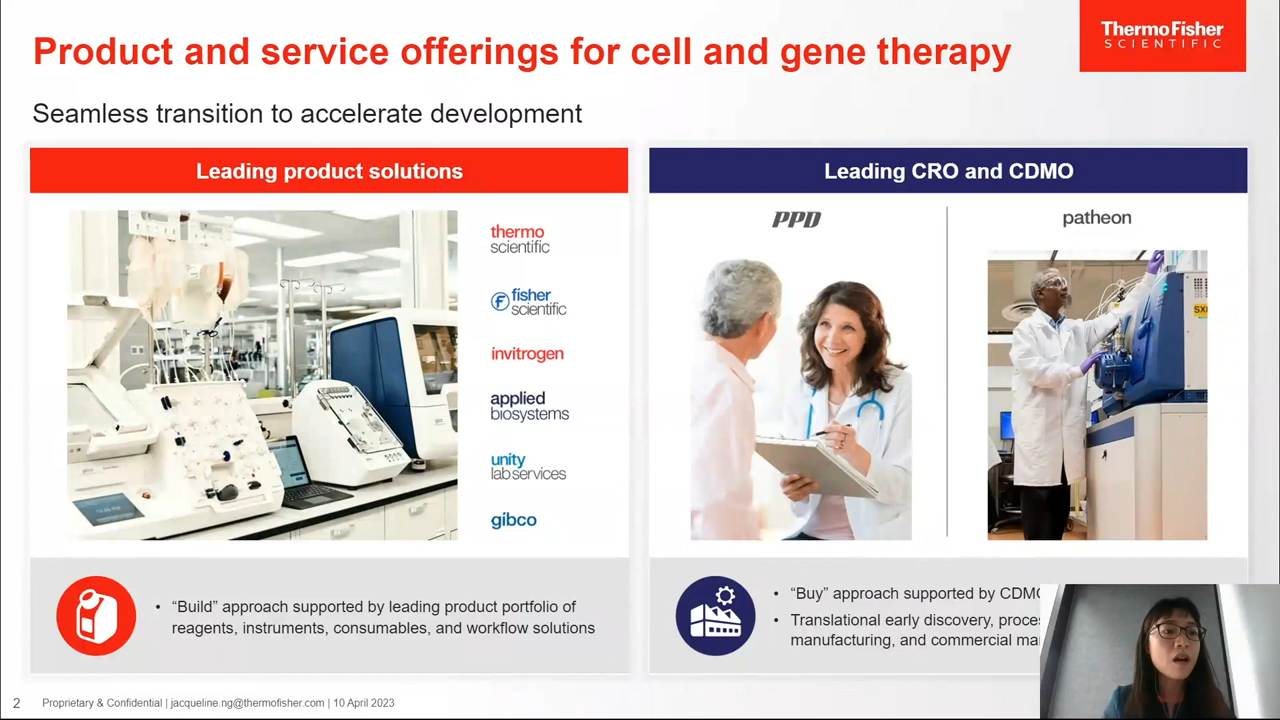 Product and service offerings for cell and gene therapy
ThermoFisher
SCIENTIFIC
Seamless transition to accelerate development
Leading product solutions
thermo
scientific
fisher
scientific
invitrogen
applied
biosystems
unity
lab services
gibco
• “Build” approach supported by leading product portfolio of
reagents, instruments, consumables, and workflow solutions
Leading CRO and CDMO
PPD
patheon
• “Buy” approach supported by
• Translational early discovery,
manufacturing, and commercial
2
Proprietary & Confidential | jacqueline.ng@thermofisher.com | 10 April 2023